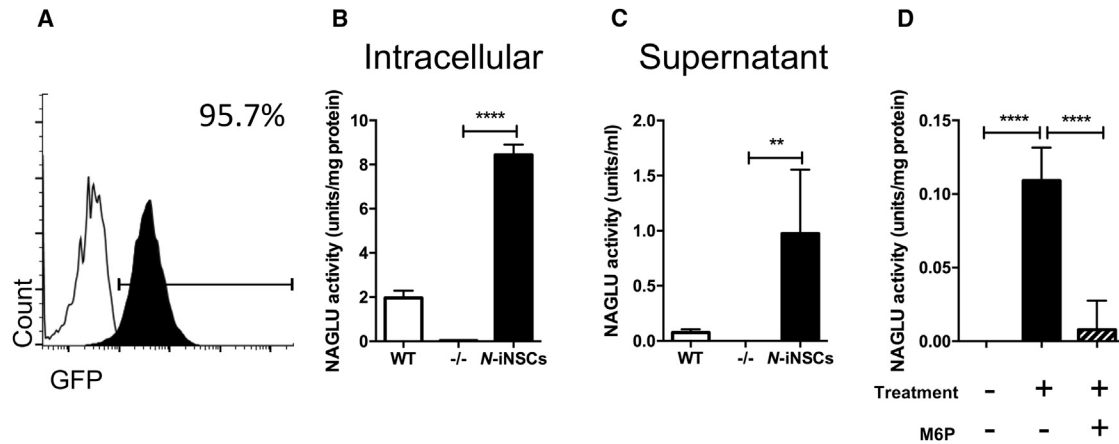 A
95.7%
Count
GFP
B
Intracellular
NAGLU activity (units/mg protein)
10
8
6
4
2
0
****
WT
-/-
N-iNSCs
C
Supernatant
NAGLU activity (units/ml)
2.0
1.5
1.0
0.5
0.0
**
WT
-/-
N-iNSCs
D
NAGLU activity (units/mg protein)
0.15
0.10
0.05
0.00
**** ****
Treatment - + +
M6P - - +